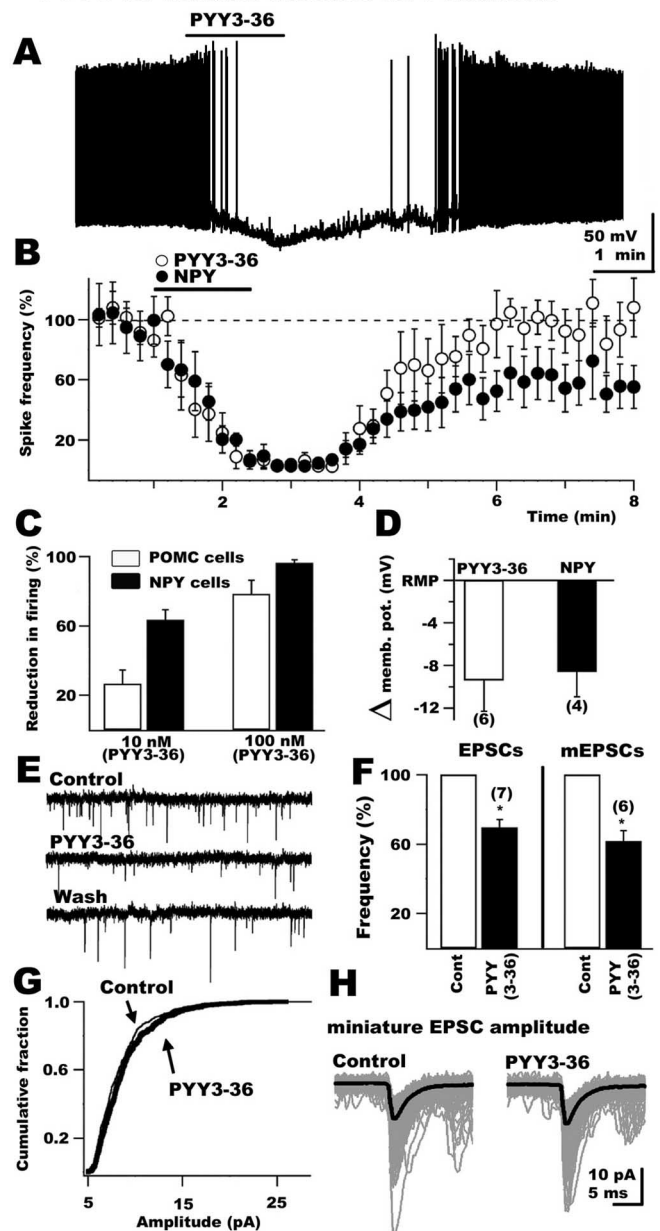 PYY3-36
A
50 mV
1 min
B
PYY3-36
NPY
Spike frequency (%)
100
60
20
2
4
6
8
Time (min)
C
Reduction in firing (%)
100
60
20
POMC cells
NPY cells
10 nM
(PYY3-36)
100 nM
(PYY3-36)
D
PYY3-36
NPY
RMP
-4
-8
-12
△ memb. pot. (mV)
(6)
(4)
E
Control
PYY3-36
Wash
F
EPSCs
mEPSCs
Frequency (%)
100
60
20
(7)
*
(6)
*
Cont
PYY
(3-36)
Cont
PYY
(3-36)
G
Cumulative fraction
1.0
0.6
0.2
Control
PYY3-36
5
15
25
Amplitude (pA)
H
miniature EPSC amplitude
Control
PYY3-36
10 pA
5 ms